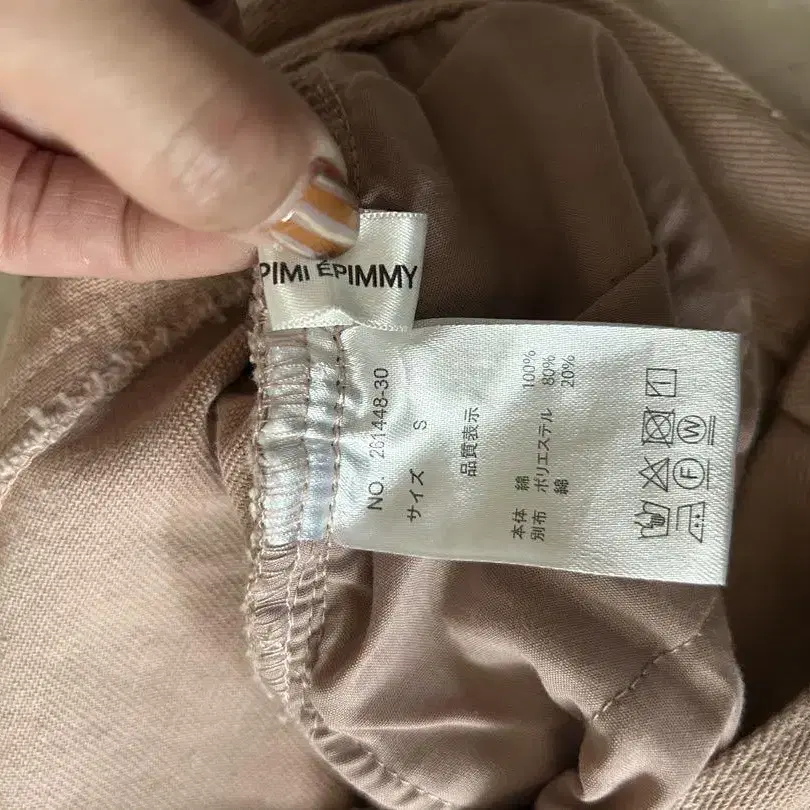 PIMI ÉPIMMY
NO. 261448-30
サイズ S
品質表示
本体 綿 100%
別布 ポリエステル 80%
綿 20%
W
F